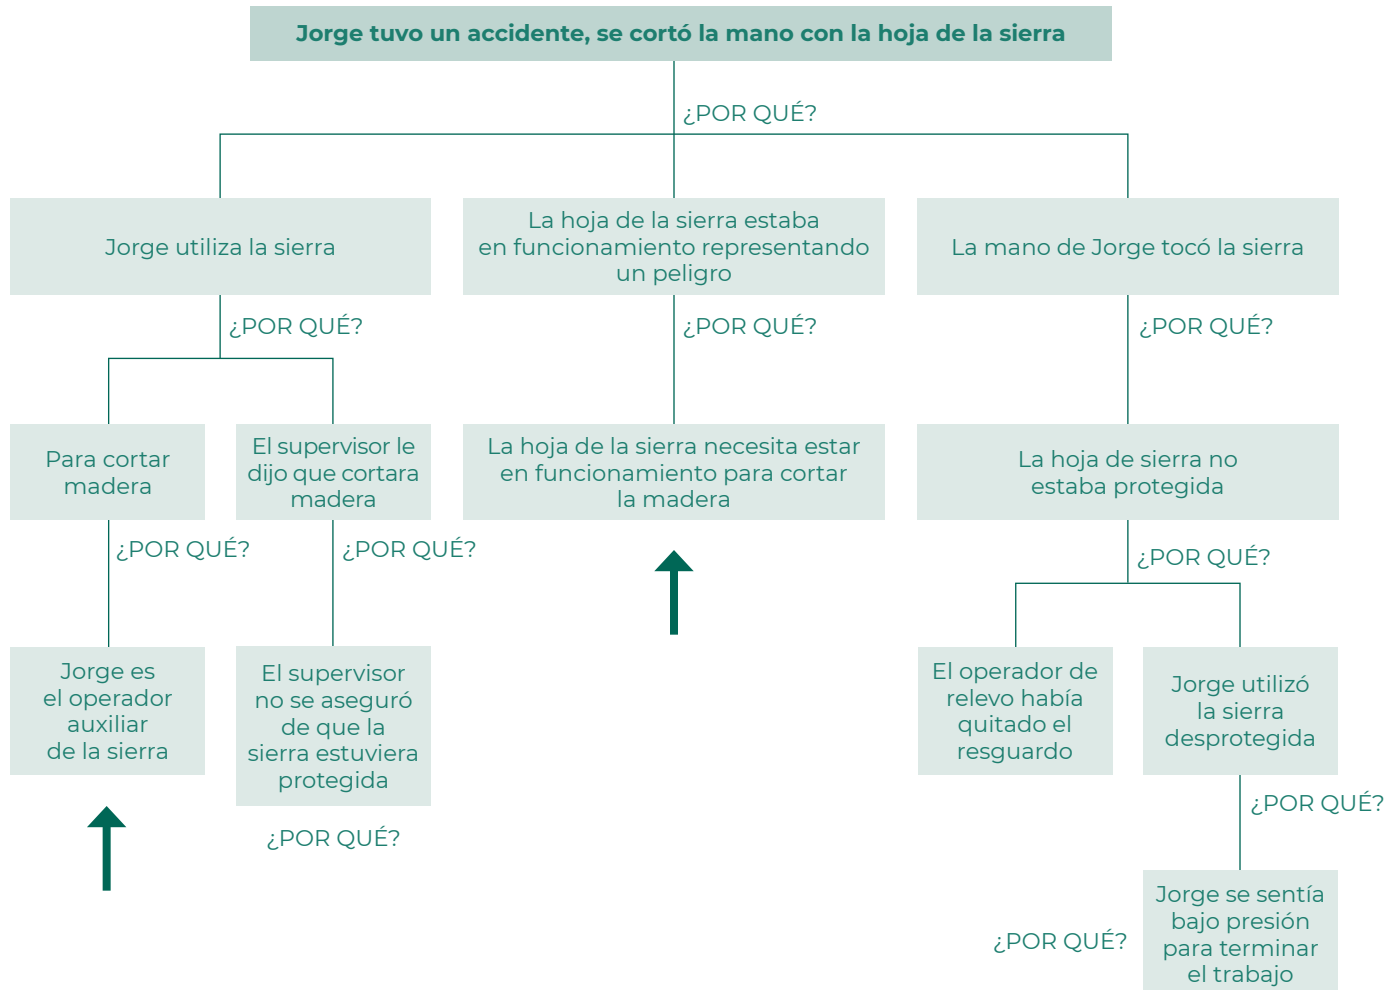 Jorge tuvo un accidente, se cortó la mano con la hoja de la sierra
¿POR QUÉ?
Jorge utiliza la sierra
La hoja de la sierra estaba
en funcionamiento representando
un peligro
La mano de Jorge tocó la sierra
¿POR QUÉ?
¿POR QUÉ?
¿POR QUÉ?
Para cortar
madera
El supervisor le
dijo que cortara
madera
La hoja de la sierra necesita estar
en funcionamiento para cortar
la madera
La hoja de sierra no
estaba protegida
¿POR QUÉ?
¿POR QUÉ?
¿POR QUÉ?
Jorge es
el operador
auxiliar
de la sierra
El supervisor
no se aseguró
de que la
sierra estuviera
protegida
El operador de
relevo había
quitado el
resguardo
Jorge utilizó
la sierra
desprotegida
¿POR QUÉ?
¿POR QUÉ?
¿POR QUÉ?
Jorge se sentía
bajo presión
para terminar
el trabajo